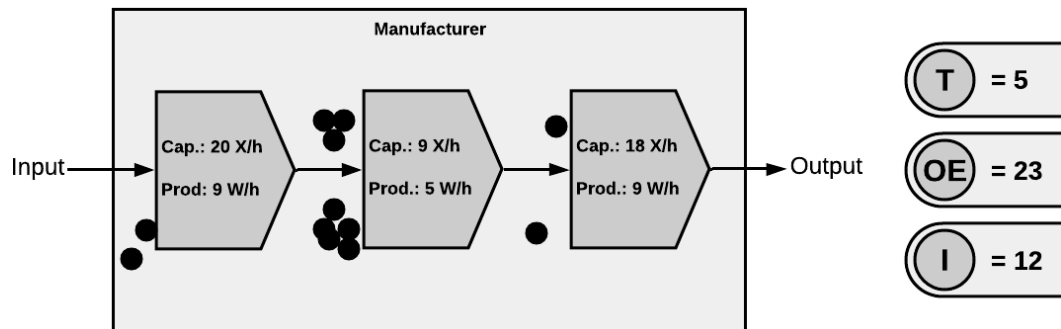 Manufacturer
Input
Cap.: 20 X/h
Prod: 9 W/h
Cap.: 9 X/h
Prod.: 5 W/h
Cap.: 18 X/h
Prod.: 9 W/h
Output
T = 5
OE = 23
I = 12